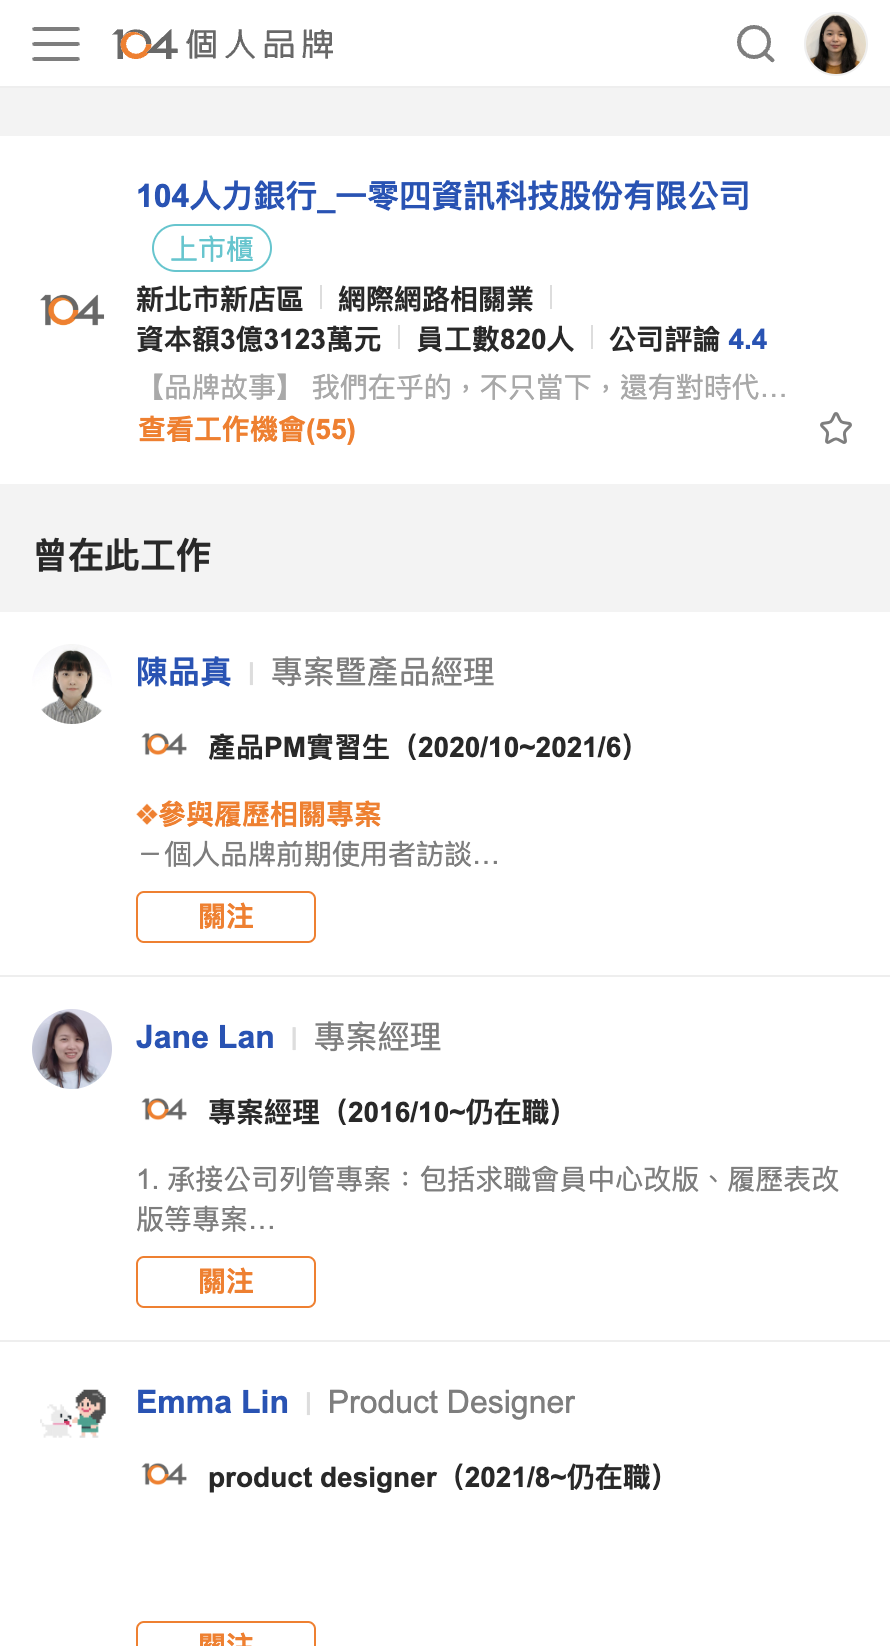 104 個人品牌
104人力銀行_一零四資訊科技股份有限公司
上市櫃
104
新北市新店區 網際網路相關業
資本額3億3123萬元 員工數820人 公司評論 4.4
【品牌故事】 我們在乎的，不只當下，還有對時代…
查看工作機會(55)
曾在此工作
陳品真 專案暨產品經理
104 產品PM實習生（2020/10~2021/6）
❖參與履歷相關專案
－個人品牌前期使用者訪談…
關注
Jane Lan 專案經理
104 專案經理（2016/10~仍在職）
1. 承接公司列管專案：包括求職會員中心改版、履歷表改
版等專案…
關注
Emma Lin Product Designer
104 product designer（2021/8~仍在職）
關注